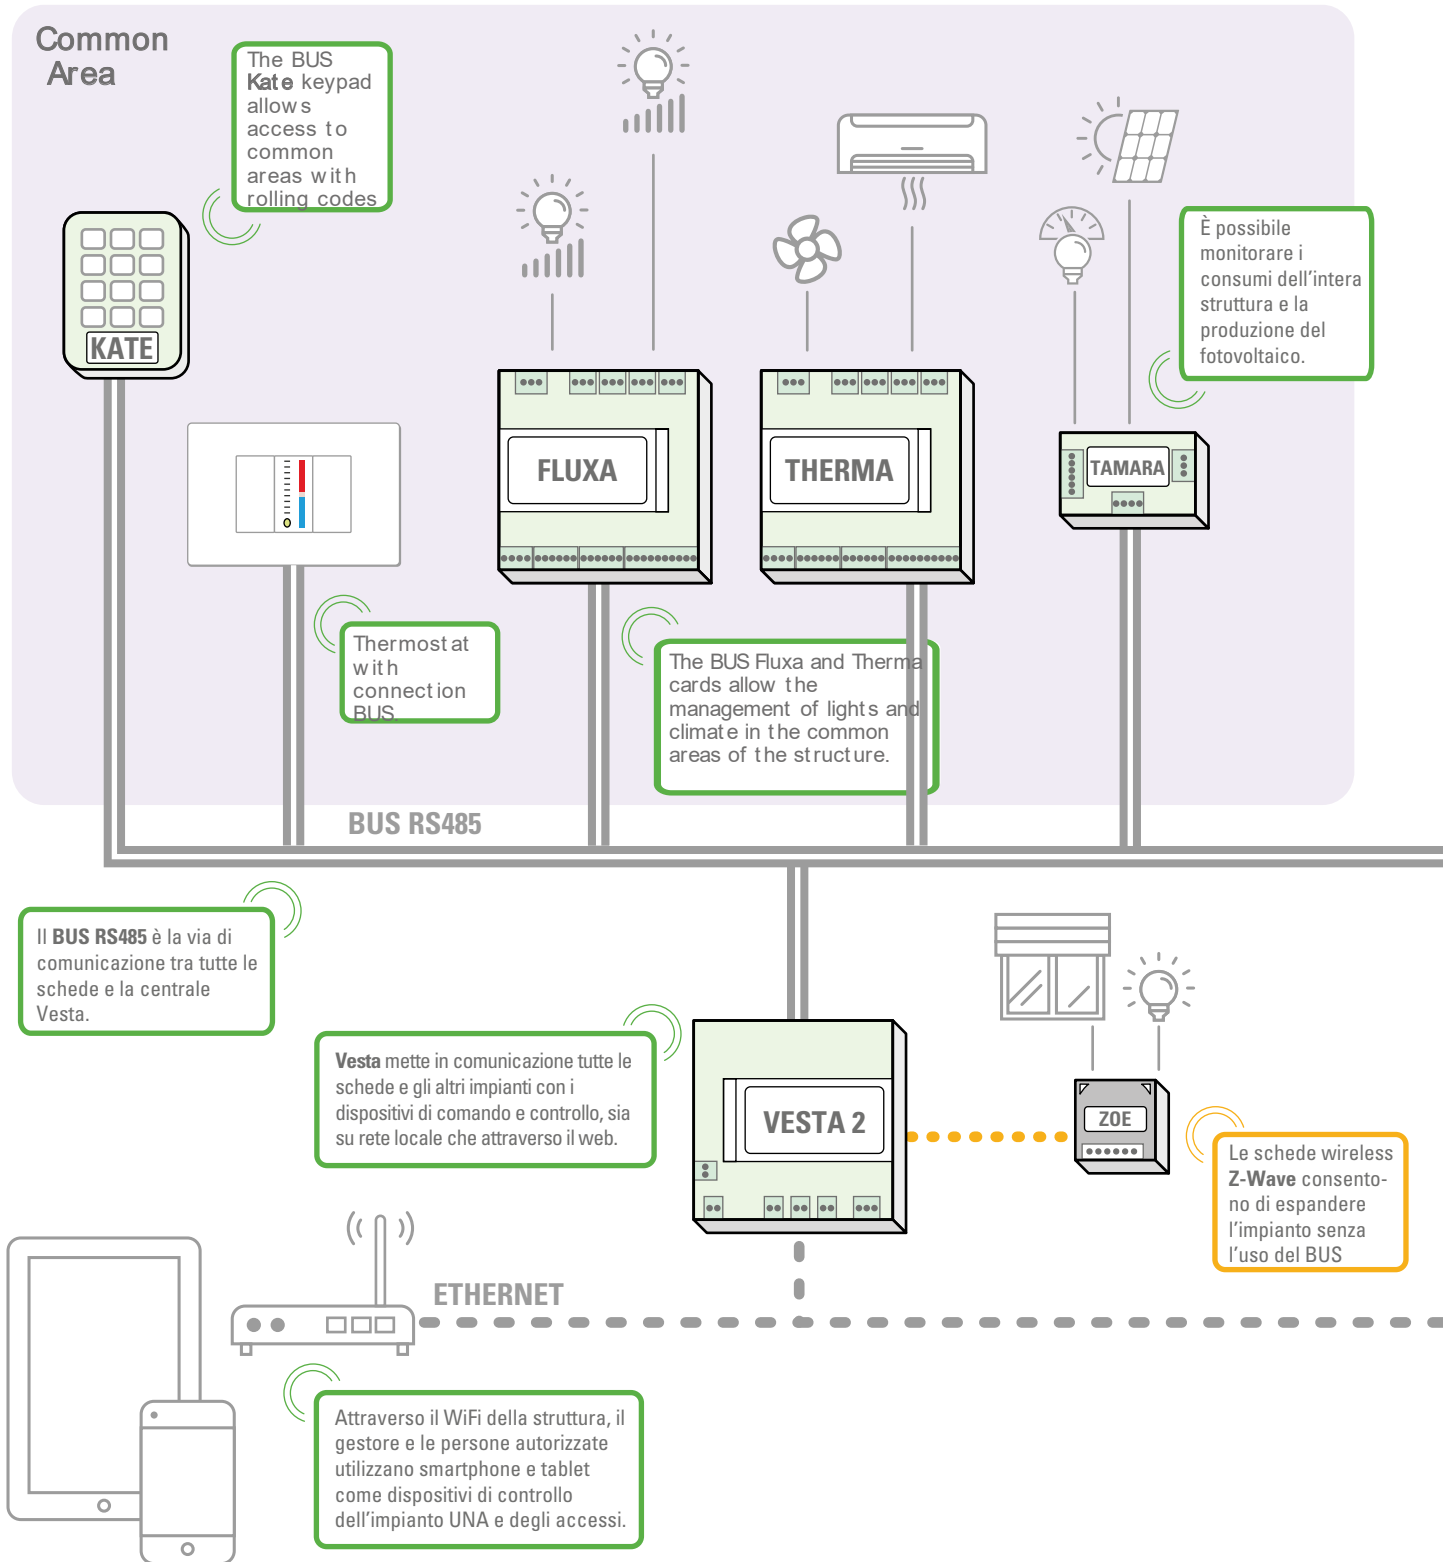 Common
Area
The BUS
Kate keypad
allows
access to
common
areas with
rolling codes
KATE
È possibile
monitorare i
consumi dell'intera
struttura e la
produzione del
fotovoltaico.
FLUXA
THERMA
TAMARA
Thermostat
with
connection
BUS.
The BUS Fluxa and Therma
cards allow the
management of lights and
climate in the common
areas of the structure.
BUS RS485
Il BUS RS485 è la via di
comunicazione tra tutte le
schede e la centrale
Vesta.
Vesta mette in comunicazione tutte le
schede e gli altri impianti con i
dispositivi di comando e controllo, sia
su rete locale che attraverso il web.
VESTA 2
ZOE
Le schede wireless
Z-Wave consento-
no di espandere
l'impianto senza
l'uso del BUS
ETHERNET
Attraverso il WiFi della struttura, il
gestore e le persone autorizzate
utilizzano smartphone e tablet
come dispositivi di controllo
dell'impianto UNA e degli accessi.